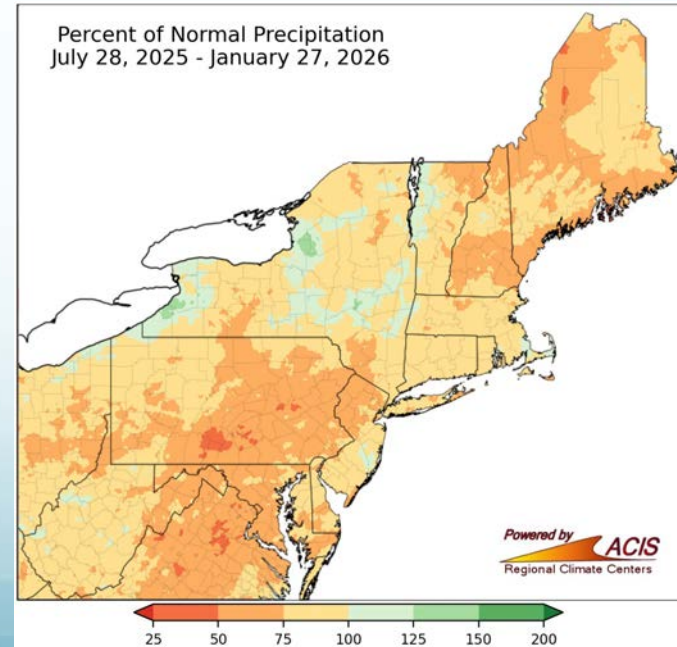 Percent of Normal Precipitation
July 28, 2025 - January 27, 2026
Powered by
ACIS
Regional Climate Centers
25 50 75 100 125 150 200